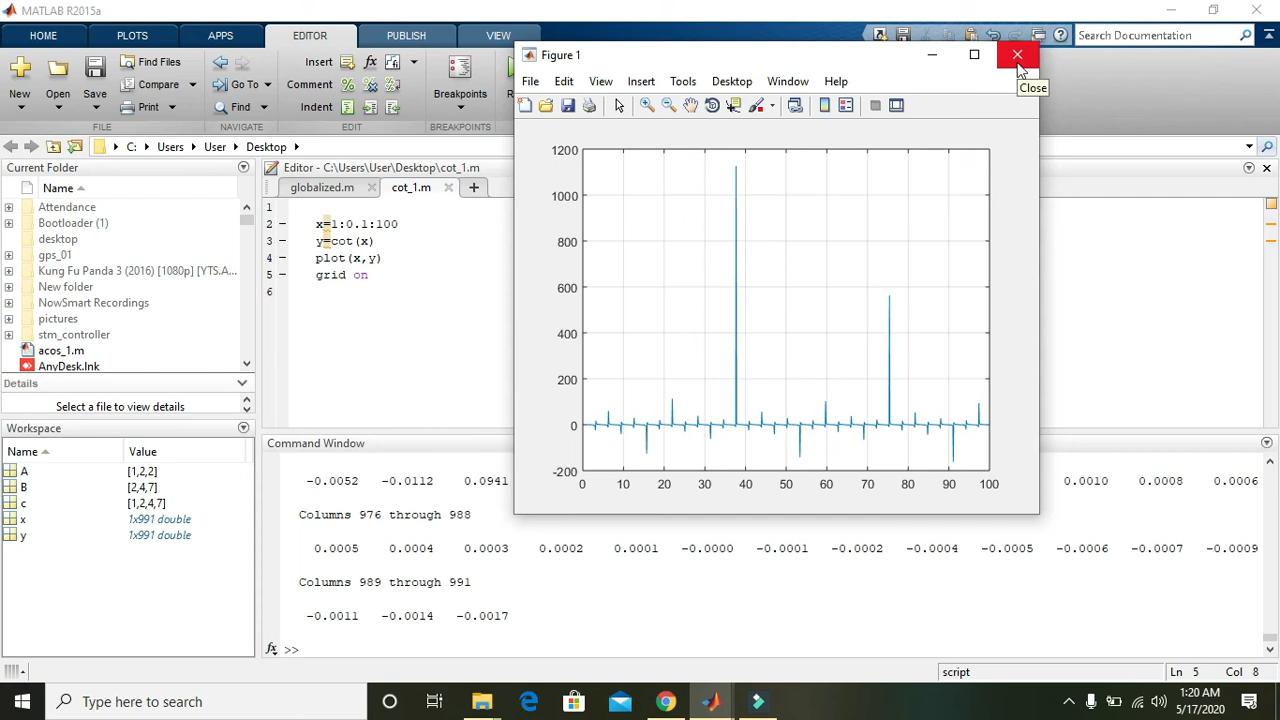 MATLAB R2015a
HOME PLOTS APPS EDITOR PUBLISH VIEW
Search Documentation
New Open Save
Find Files
Compare
Print
FILE
Go To
Find
NAVIGATE
Insert fx
Comment %
Indent
EDIT
Breakpoints
BREAKPOINTS
Figure 1
Close
File Edit View Insert Tools Desktop Window Help
C: Users User Desktop
Current Folder
Name
Attendance
Bootloader (1)
desktop
gps_01
Kung Fu Panda 3 (2016) [1080p] [YTS.A...
New folder
NowSmart Recordings
pictures
stm_controller
acos_1.m
AnyDesk.lnk
Details
Select a file to view details
Workspace
Name Value
A [1,2,2]
B [2,4,7]
c [1,2,4,7]
x 1x991 double
y 1x991 double
Editor - C:\Users\User\Desktop\cot_1.m
globalized.m cot_1.m
1
2 x=1:0.1:100
3 y=cot(x)
4 plot(x,y)
5 grid on
6
1200
1000
800
600
400
200
0
-200
0 10 20 30 40 50 60 70 80 90 100
Command Window
-0.0052 -0.0112 0.0941 0.0010 0.0008 0.0006
Columns 976 through 988
0.0005 0.0004 0.0003 0.0002 0.0001 -0.0000 -0.0001 -0.0002 -0.0004 -0.0005 -0.0006 -0.0007 -0.0009
Columns 989 through 991
-0.0011 -0.0014 -0.0017
fx >>
script Ln 5 Col 8
Type here to search
1:20 AM
5/17/2020